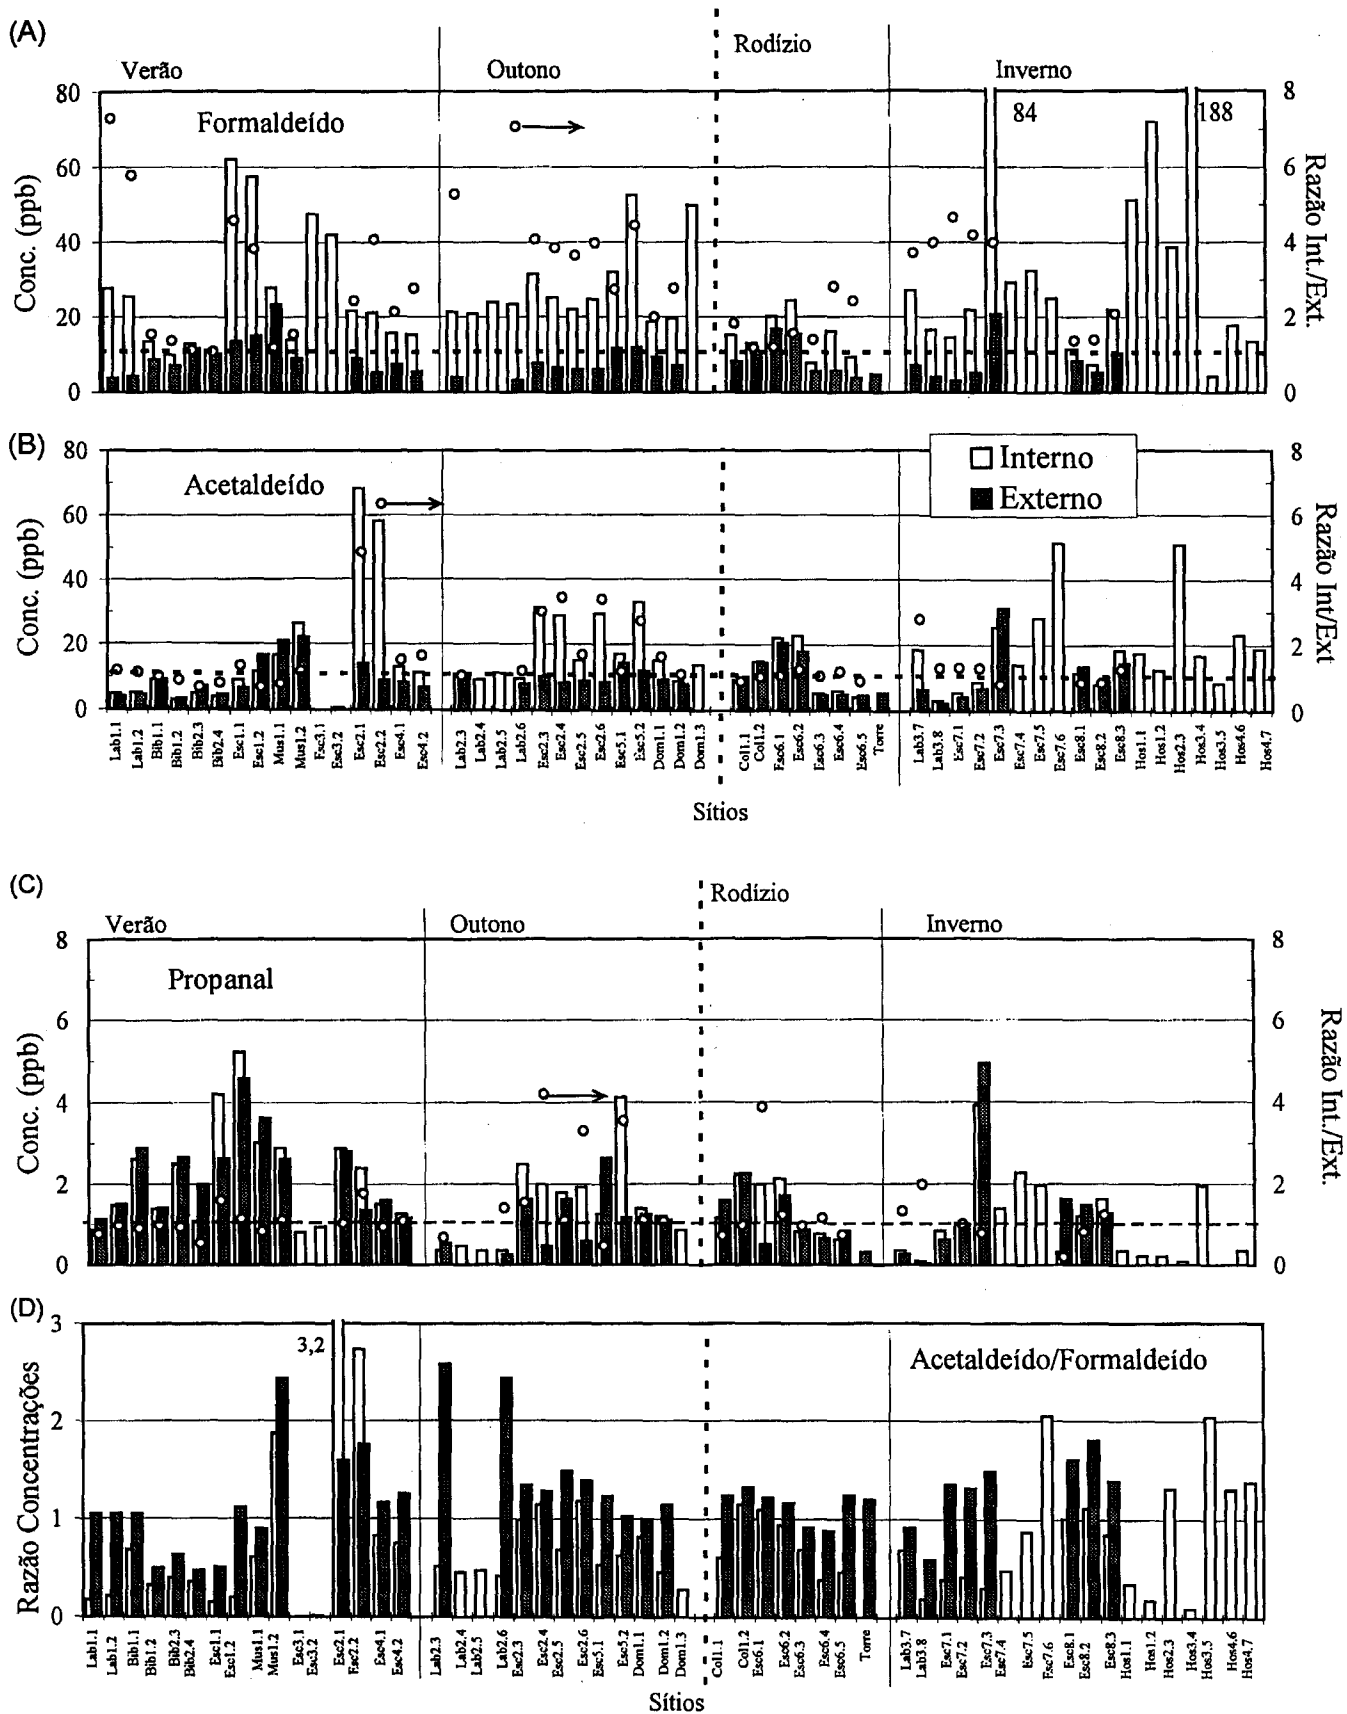 (A)
Rodízio
Verão Outono Inverno
80 8
Formaldeído 84 188
60 6
40 4
20 2
0 0
Conc. (ppb)
Razão Int./Ext.
(B)
80 8
Acetaldeído
Interno
Externo
60 6
40 4
20 2
0 0
Conc. (ppb)
Razão Int/Ext
Lab1.1 Lab1.2 Bib1.1 Bib1.2 Bib2.3 Bib2.4 Esc1.1 Esc1.2 Mus1.1 Mus1.2 Esc3.1 Esc3.2 Esc2.1 Esc2.2 Esc4.1 Esc4.2 Lab2.3 Lab2.4 Lab2.5 Lab2.6 Esc2.3 Esc2.4 Esc2.5 Esc2.6 Esc5.1 Esc5.2 Dom1.1 Dom1.2 Dom1.3 Col1.1 Col1.2 Esc6.1 Esc6.2 Esc6.3 Esc6.4 Esc6.5 Torre Lab3.7 Lab3.8 Esc7.1 Esc7.2 Esc7.3 Esc7.4 Esc7.5 Esc7.6 Esc8.1 Esc8.2 Esc8.3 Hos1.1 Hos1.2 Hos2.3 Hos3.4 Hos3.5 Hos4.6 Hos4.7
Sítios
(C)
Rodízio
Verão Outono Inverno
8 8
Propanal
6 6
4 4
2 2
0 0
Conc. (ppb)
Razão Int./Ext.
(D)
3
3,2
Acetaldeído/Formaldeído
2
1
0
Razão Concentrações
Lab1.1 Lab1.2 Bib1.1 Bib1.2 Bib2.3 Bib2.4 Esc1.1 Esc1.2 Mus1.1 Mus1.2 Esc3.1 Esc3.2 Esc2.1 Esc2.2 Esc4.1 Esc4.2 Lab2.3 Lab2.4 Lab2.5 Lab2.6 Esc2.3 Esc2.4 Esc2.5 Esc2.6 Esc5.1 Esc5.2 Dom1.1 Dom1.2 Dom1.3 Col1.1 Col1.2 Esc6.1 Esc6.2 Esc6.3 Esc6.4 Esc6.5 Torre Lab3.7 Lab3.8 Esc7.1 Esc7.2 Esc7.3 Esc7.4 Esc7.5 Esc7.6 Esc8.1 Esc8.2 Esc8.3 Hos1.1 Hos1.2 Hos2.3 Hos3.4 Hos3.5 Hos4.6 Hos4.7
Sítios